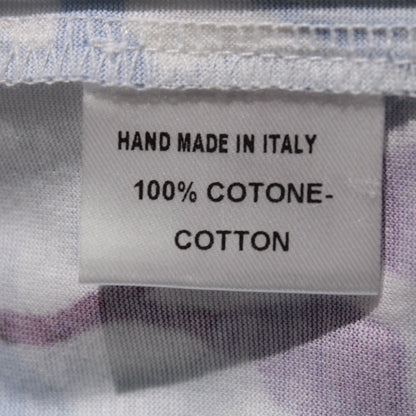 HAND MADE IN ITALY
100% COTONE-
COTTON